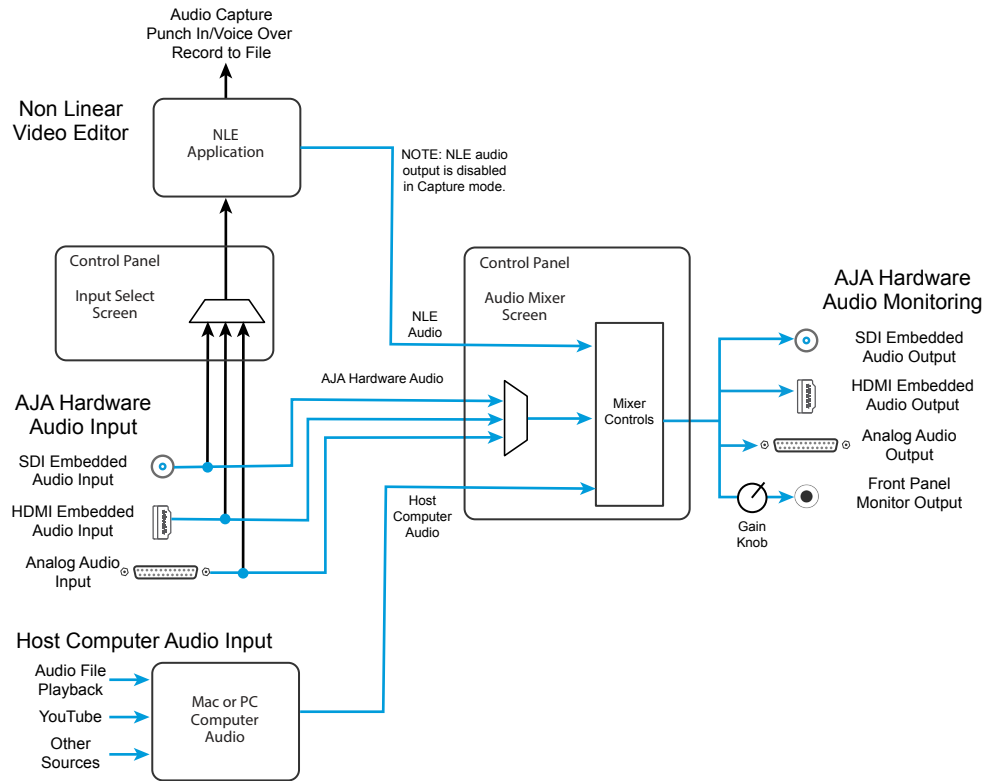 Audio Capture
Punch In/Voice Over
Record to File
Non Linear
Video Editor
NLE
Application
NOTE: NLE audio
output is disabled
in Capture mode.
Control Panel
Input Select
Screen
Control Panel
Audio Mixer
Screen
NLE
Audio
AJA Hardware Audio
Mixer
Controls
Host
Computer
Audio
AJA Hardware
Audio Input
SDI Embedded
Audio Input
HDMI Embedded
Audio Input
Analog Audio
Input
AJA Hardware
Audio Monitoring
SDI Embedded
Audio Output
HDMI Embedded
Audio Output
Analog Audio
Output
Front Panel
Monitor Output
Gain
Knob
Host Computer Audio Input
Audio File
Playback
YouTube
Other
Sources
Mac or PC
Computer
Audio